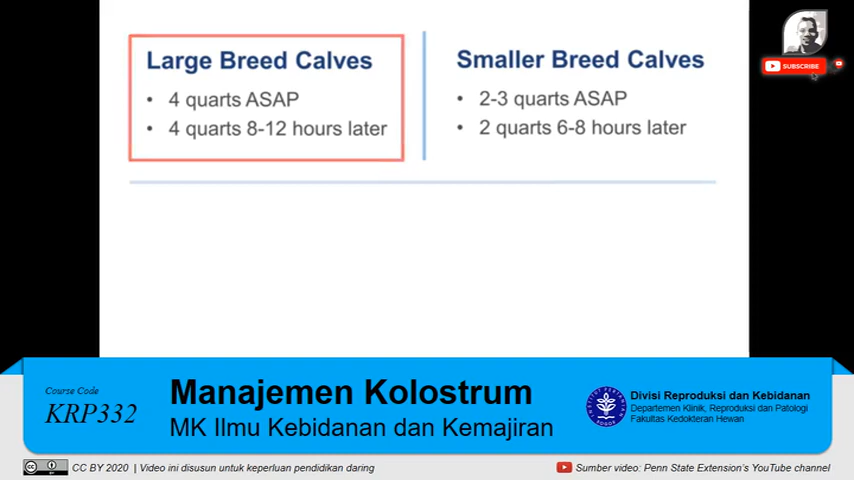 Large Breed Calves
• 4 quarts ASAP
• 4 quarts 8-12 hours later
Smaller Breed Calves
• 2-3 quarts ASAP
• 2 quarts 6-8 hours later
SUBSCRIBE
Course Code
KRP332
Manajemen Kolostrum
MK Ilmu Kebidanan dan Kemajiran
Divisi Reproduksi dan Kebidanan
Departemen Klinik, Reproduksi dan Patologi
Fakultas Kedokteran Hewan
CC BY 2020 | Video ini disusun untuk keperluan pendidikan daring
Sumber video: Penn State Extension's YouTube channel